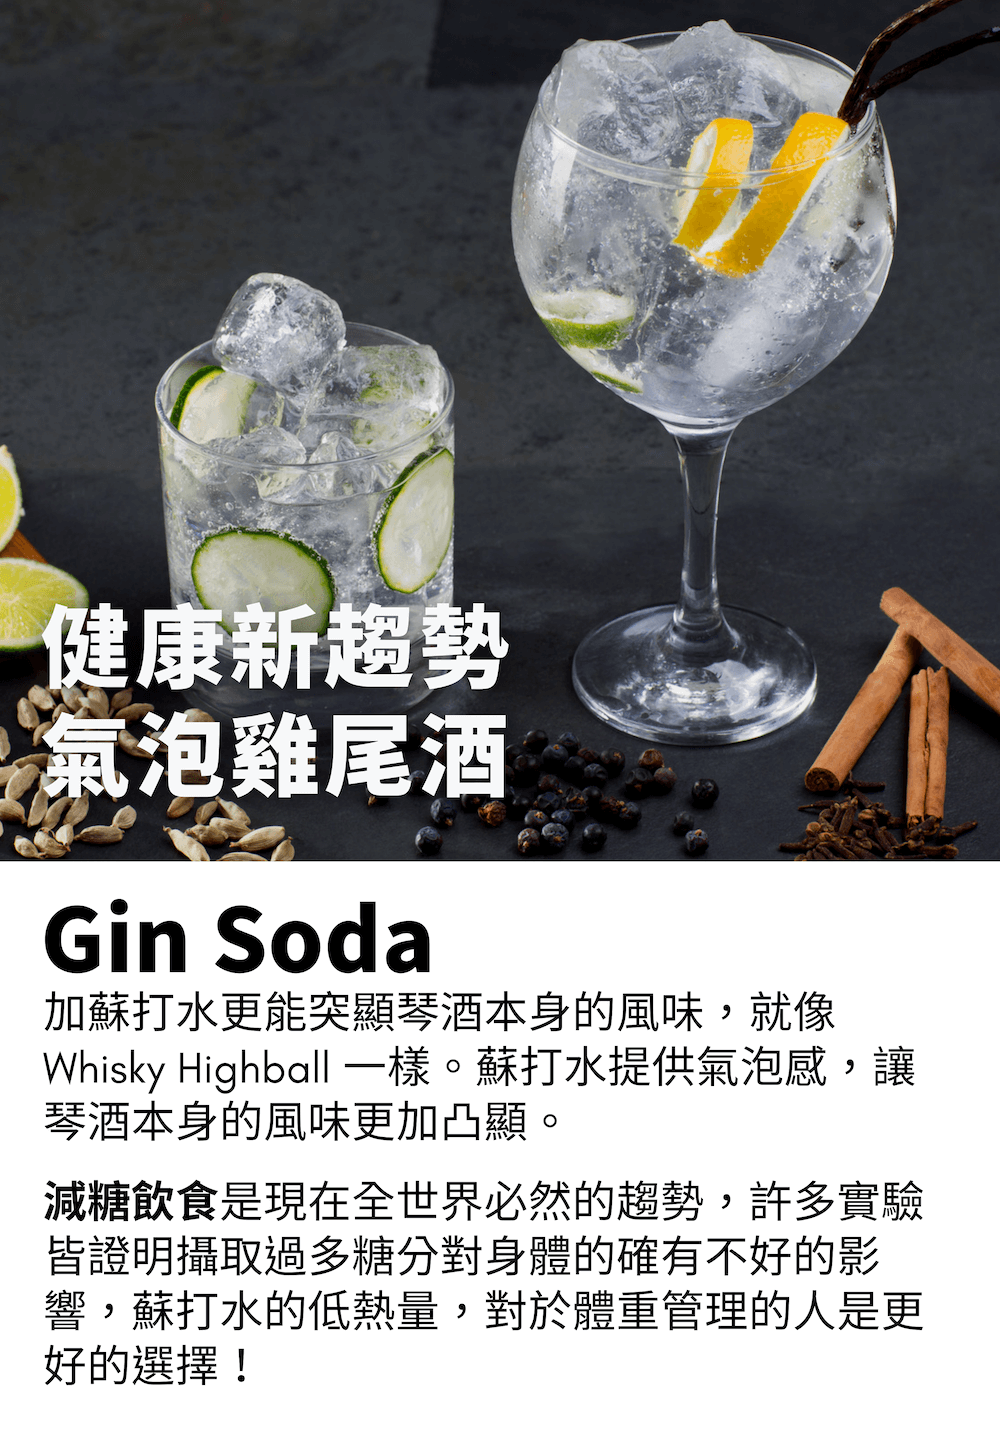 健康新趨勢
氣泡雞尾酒
Gin Soda
加蘇打水更能突顯琴酒本身的風味，就像
Whisky Highball 一樣。蘇打水提供氣泡感，讓
琴酒本身的風味更加凸顯。
減糖飲食是現在全世界必然的趨勢，許多實驗
皆證明攝取過多糖分對身體的確有不好的影
響，蘇打水的低熱量，對於體重管理的人是更
好的選擇！